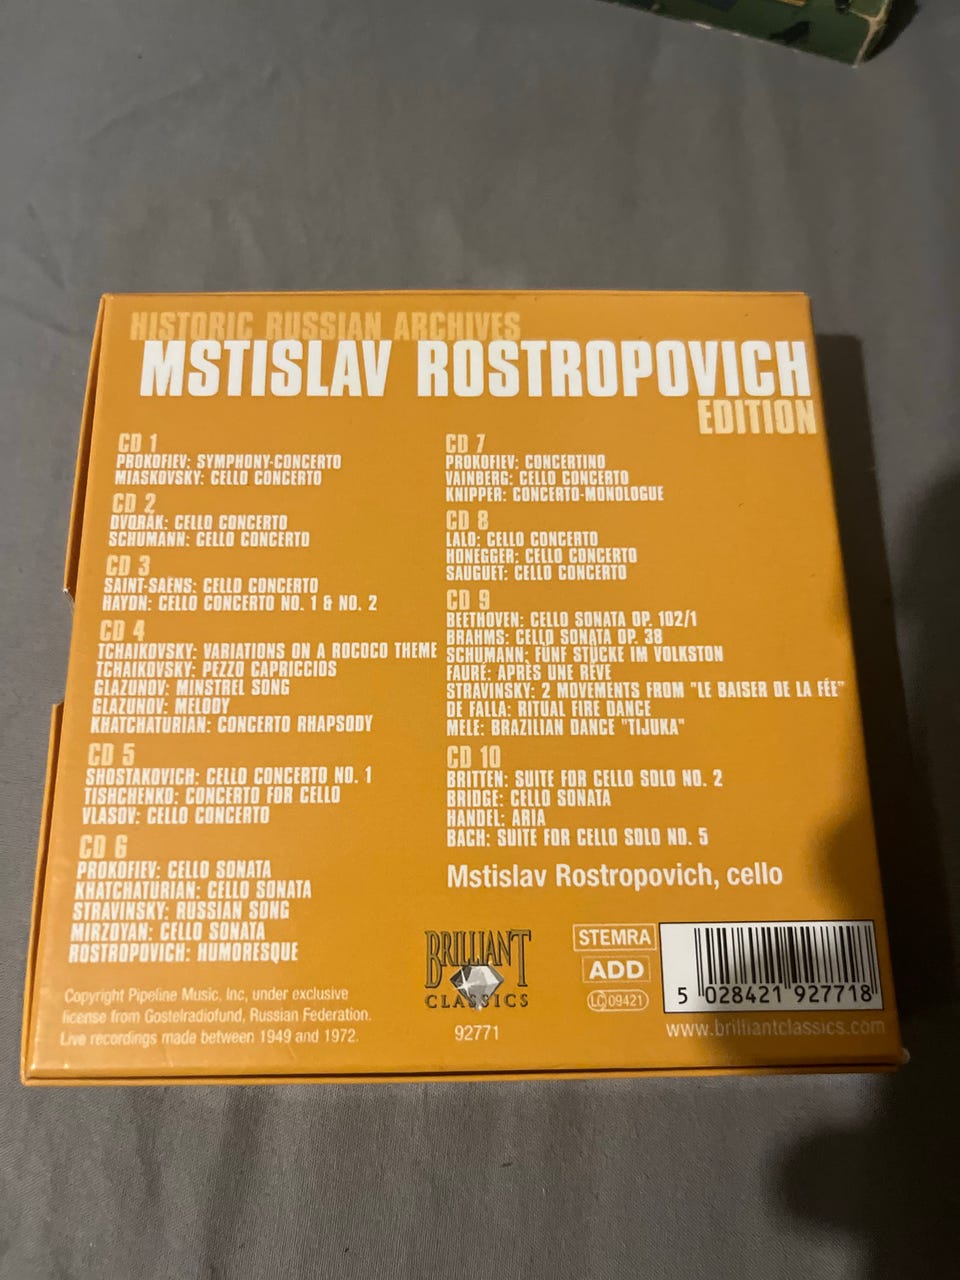 HISTORIC RUSSIAN ARCHIVES
MSTISLAV ROSTROPOVICH
EDITION
CD 1
PROKOFIEV: SYMPHONY-CONCERTO
MIASKOVSKY: CELLO CONCERTO
CD 2
DVORÁK: CELLO CONCERTO
SCHUMANN: CELLO CONCERTO
CD 3
SAINT-SAENS: CELLO CONCERTO
HAYDN: CELLO CONCERTO NO. 1 & NO. 2
CD 4
TCHAIKOVSKY: VARIATIONS ON A ROCOCO THEME
TCHAIKOVSKY: PEZZO CAPRICCIOS
GLAZUNOV: MINSTREL SONG
GLAZUNOV: MELODY
KHATCHATURIAN: CONCERTO RHAPSODY
CD 5
SHOSTAKOVICH: CELLO CONCERTO NO. 1
TISHCHENKO: CONCERTO FOR CELLO
VLASOV: CELLO CONCERTO
CD 6
PROKOFIEV: CELLO SONATA
KHATCHATURIAN: CELLO SONATA
STRAVINSKY: RUSSIAN SONG
MIRZOYAN: CELLO SONATA
ROSTROPOVICH: HUMORESQUE
Copyright Pipeline Music, Inc, under exclusive
license from Gostelradiofund, Russian Federation.
Live recordings made between 1949 and 1972.
CD 7
PROKOFIEV: CONCERTINO
VAINBERG: CELLO CONCERTO
KNIPPER: CONCERTO-MONOLOGUE
CD 8
LALO: CELLO CONCERTO
HONEGGER: CELLO CONCERTO
SAUGUET: CELLO CONCERTO
CD 9
BEETHOVEN: CELLO SONATA OP. 102/1
BRAHMS: CELLO SONATA OP. 38
SCHUMANN: FÜNF STÜCKE IM VOLKSTON
FAURÉ: APRÈS UNE RÊVE
STRAVINSKY: 2 MOVEMENTS FROM "LE BAISER DE LA FÉE"
DE FALLA: RITUAL FIRE DANCE
MELE: BRAZILIAN DANCE "TIJUKA"
CD 10
BRITTEN: SUITE FOR CELLO SOLO NO. 2
BRIDGE: CELLO SONATA
HANDEL: ARIA
BACH: SUITE FOR CELLO SOLO NO. 5
Mstislav Rostropovich, cello
BRILLIANT
CLASSICS
92771
STEMRA
ADD
LC 09421
5 028421 927718
www.brilliantclassics.com